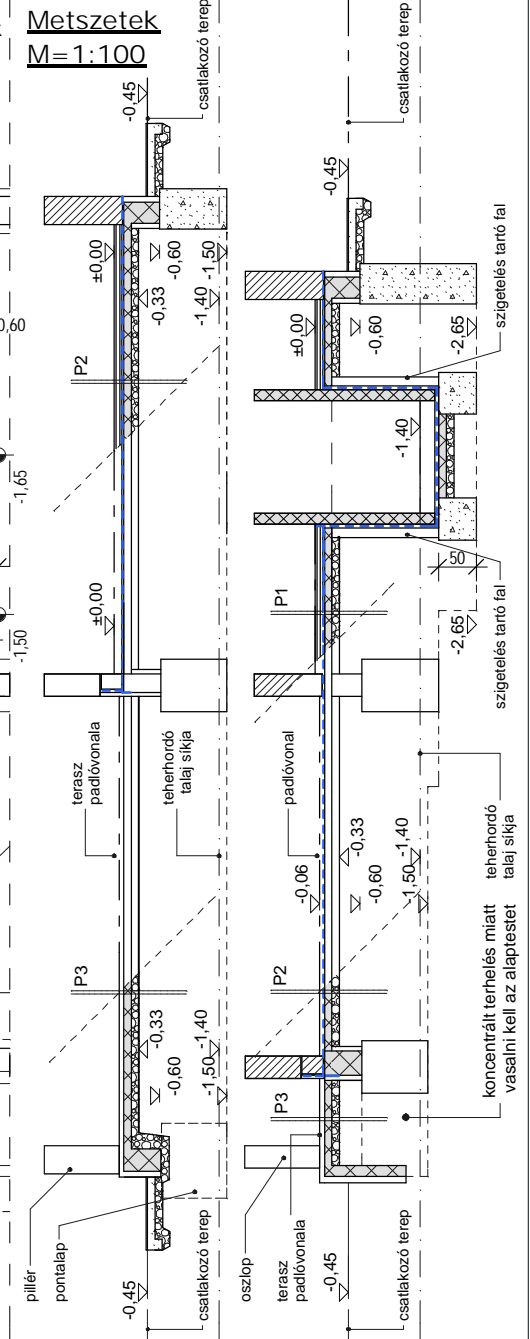 Metszetek
M=1:100
-0,45
csatlakozó terep
±0,00
-0,60
-1,50
-0,33
-1,40
P2
±0,00
terasz
padlóvonala
teherhordó
talaj síkja
P3
-0,33
-1,40
-0,60
-1,50
pillér
pontalap
-0,45
csatlakozó terep
0,60
-1,65
-1,50
csatlakozó terep
-0,45
szigetelés tartó fal
±0,00
-0,60
-2,65
-1,40
50
P1
-2,65
szigetelés tartó fal
padlóvonal
-0,06
-0,33
-1,40
-0,60
-1,50
teherhordó
talaj síkja
P2
koncentrált terhelés miatt
vasalni kell az alaptestet
P3
oszlop
terasz
padlóvonala
-0,45
csatlakozó terep